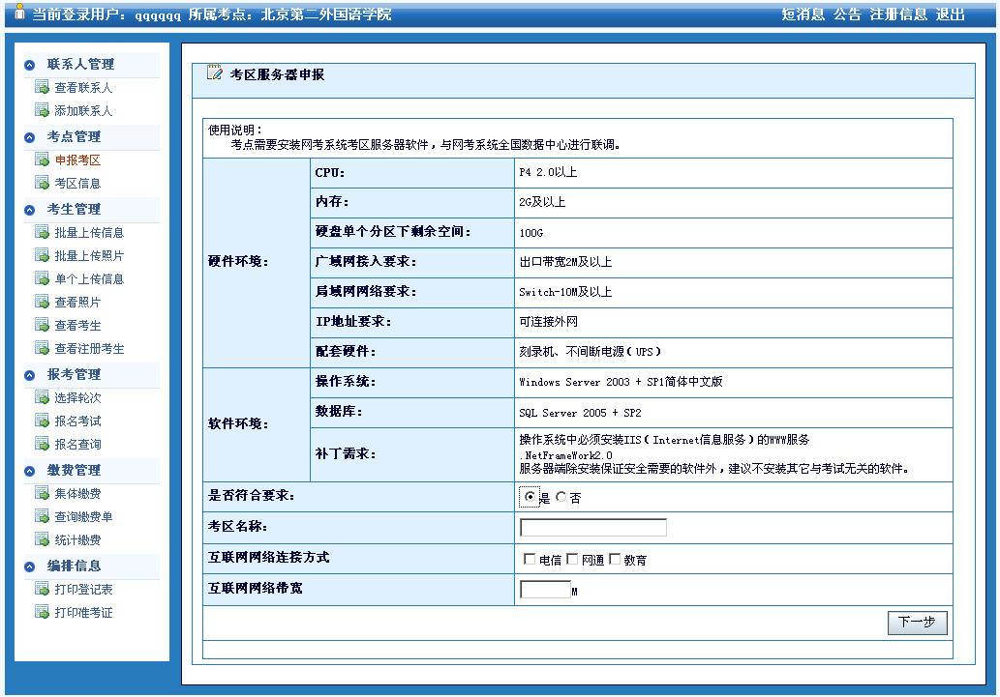 当前登录用户：qqqqqq 所属考点：北京第二外国语学院
短消息 公告 注册信息 退出
联系人管理
查看联系人
添加联系人
考点管理
申报考区
考区信息
考生管理
批量上传信息
批量上传照片
单个上传信息
查看照片
查看考生
查看注册考生
报考管理
选择轮次
报名考试
报名查询
缴费管理
集体缴费
查询缴费单
统计缴费
编排信息
打印登记表
打印准考证
考区服务器申报
使用说明：
考点需要安装网考系统考区服务器软件，与网考系统全国数据中心进行联调。
硬件环境：
CPU： P4 2.0以上
内存： 2G及以上
硬盘单个分区下剩余空间： 100G
广域网接入要求： 出口带宽2M及以上
局域网网络要求： Switch-10M及以上
IP地址要求： 可连接外网
配套硬件： 刻录机、不间断电源（UPS）
软件环境：
操作系统： Windows Server 2003 + SP1简体中文版
数据库： SQL Server 2005 + SP2
补丁需求：
操作系统中必须安装IIS（Internet信息服务）的WWW服务
.NetFrameWork2.0
服务器端除安装保证安全需要的软件外，建议不安装其它与考试无关的软件。
是否符合要求： 是 否
考区名称：
互联网网络连接方式 电信 网通 教育
互联网网络带宽 M
下一步